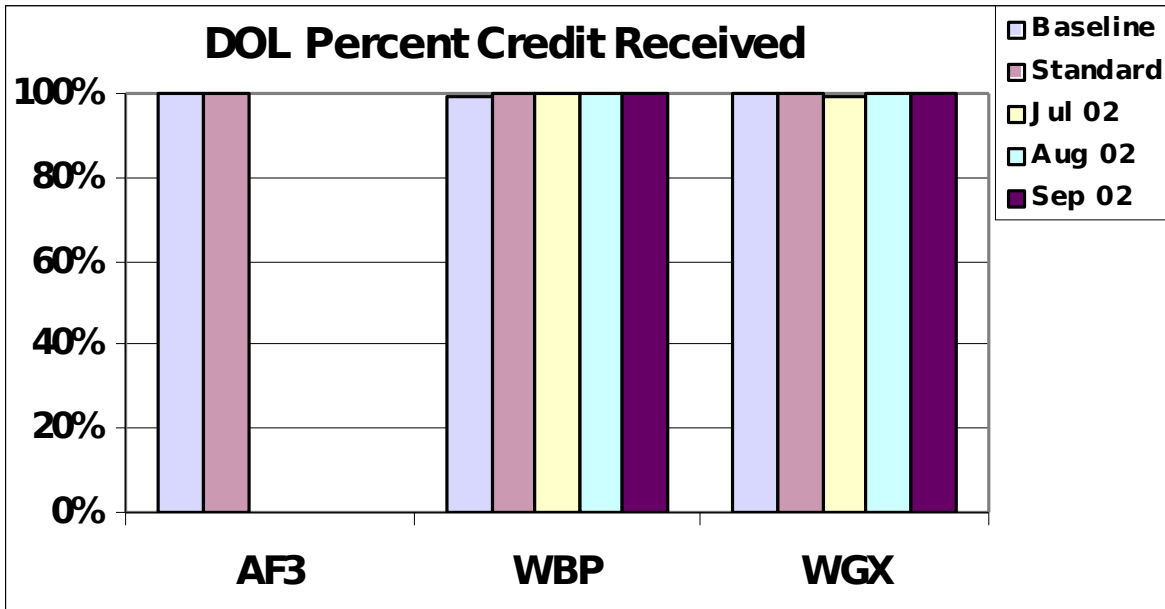 DOL Percent Credit Received
Baseline
Standard
Jul 02
Aug 02
Sep 02
100%
80%
60%
40%
20%
0%
AF3
WBP
WGX